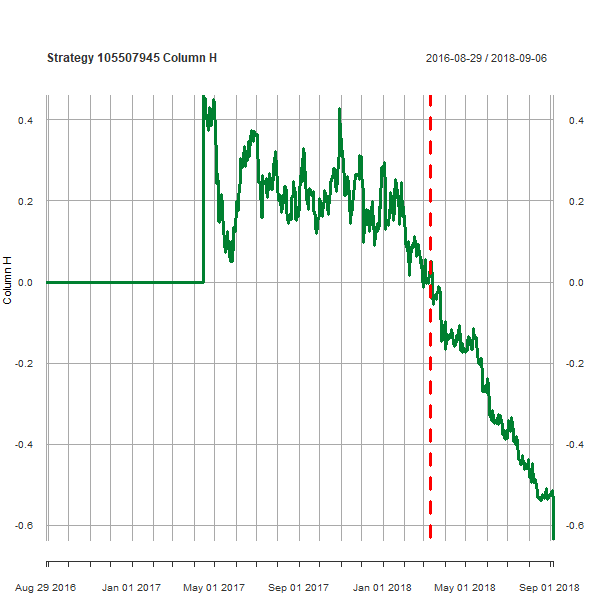 Strategy 105507945 Column H
2016-08-29 / 2018-09-06
0.4
0.4
0.2
0.2
0.0
0.0
-0.2
-0.2
-0.4
-0.4
-0.6
-0.6
Column H
Aug 29 2016
Jan 01 2017
May 01 2017
Sep 01 2017
Jan 01 2018
May 01 2018
Sep 01 2018